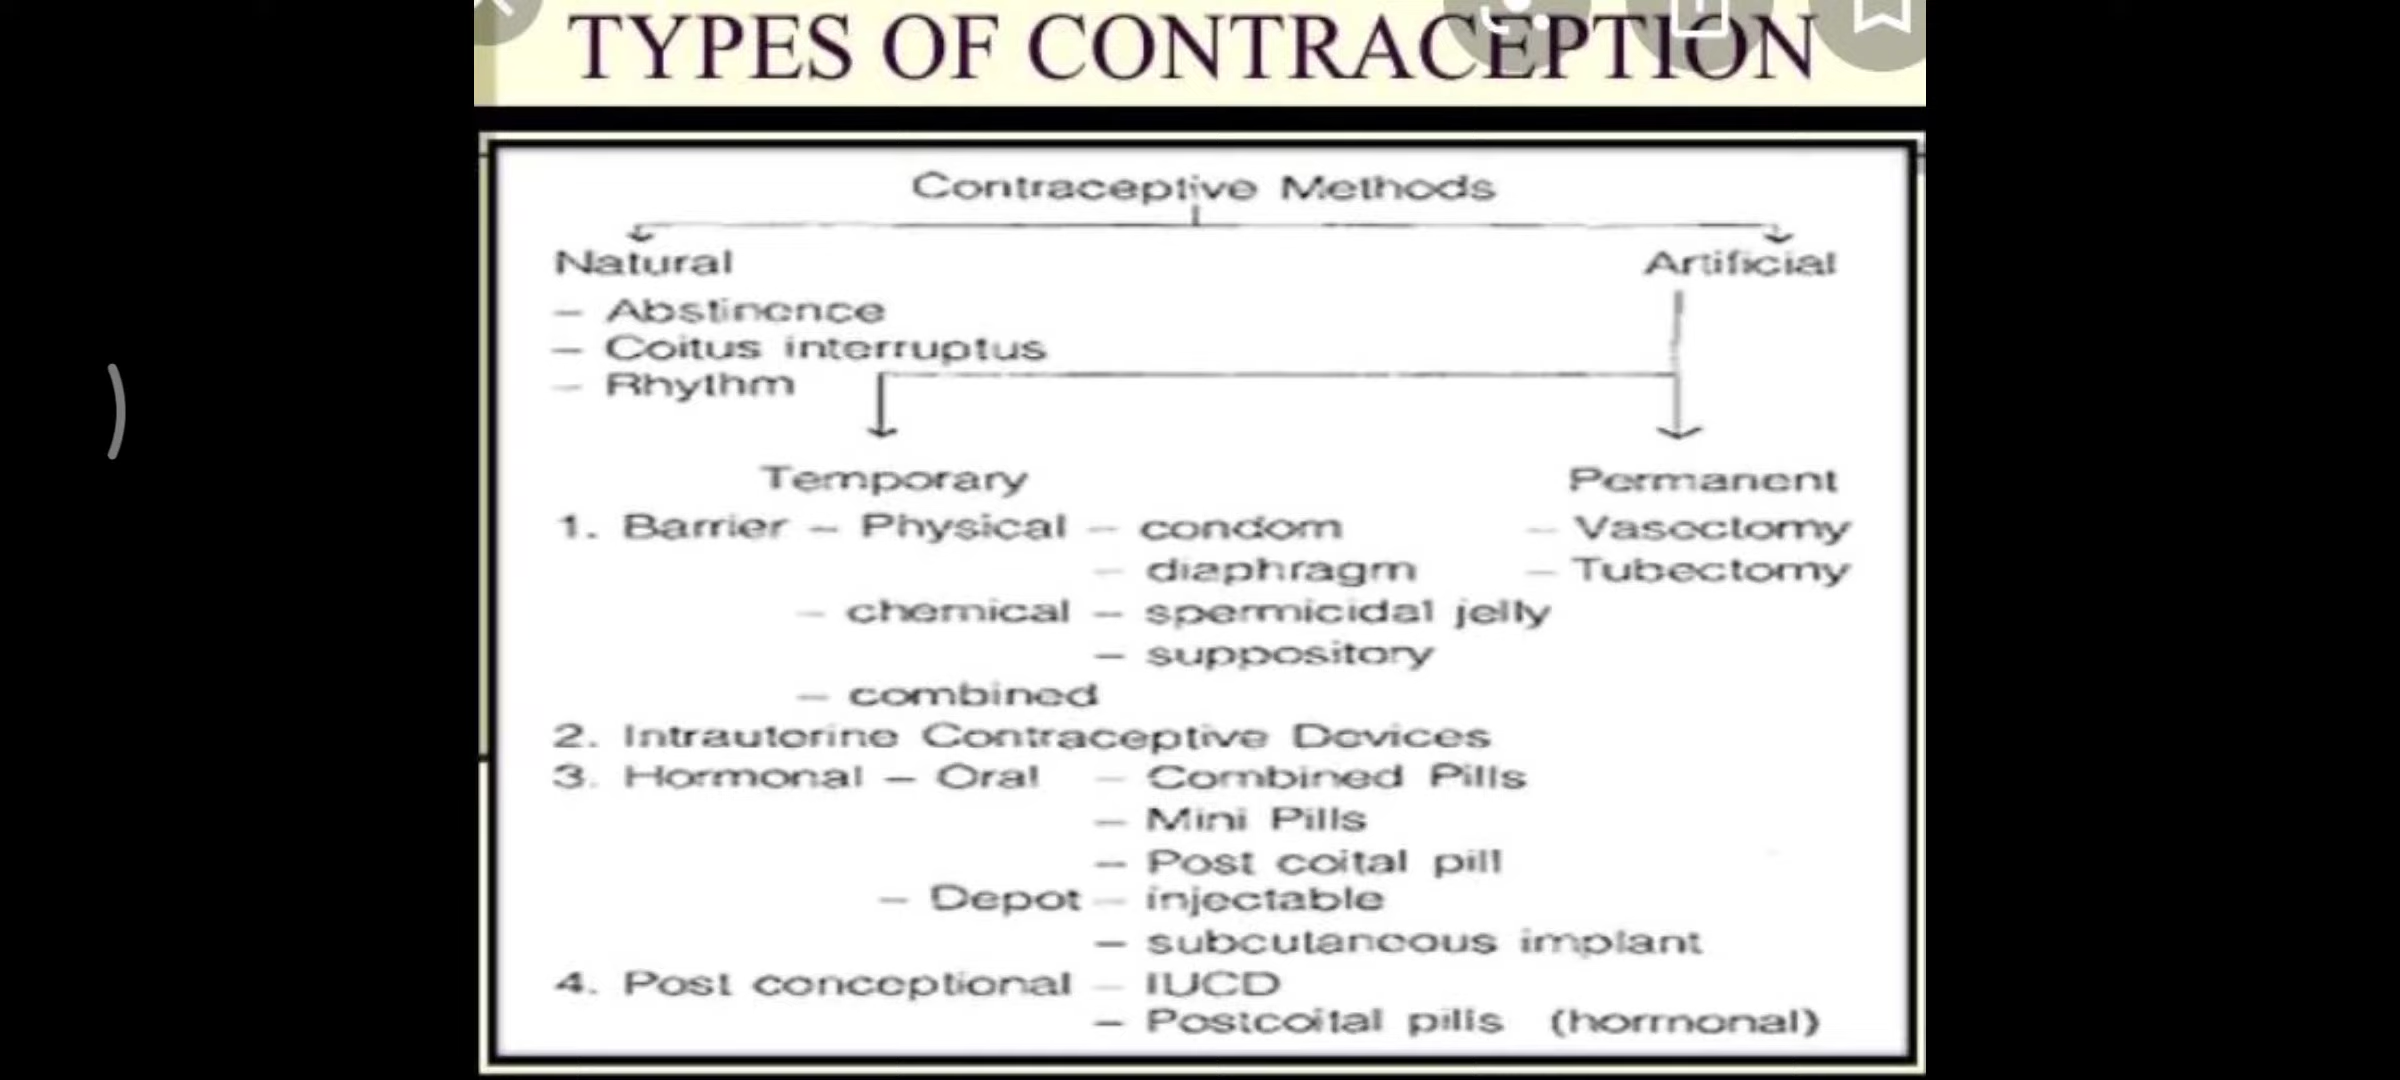 TYPES OF CONTRACEPTION
Contraceptive Methods
Natural Artificial
– Abstinence
– Coitus interruptus
– Rhythm
Temporary Permanent
1. Barrier – Physical – condom – Vasectomy
– diaphragm – Tubectomy
– chemical – spermicidal jelly
– suppository
– combined
2. Intrauterine Contraceptive Devices
3. Hormonal – Oral – Combined Pills
– Mini Pills
– Post coital pill
– Depot – injectable
– subcutaneous implant
4. Post conceptional – IUCD
– Postcoital pills (hormonal)